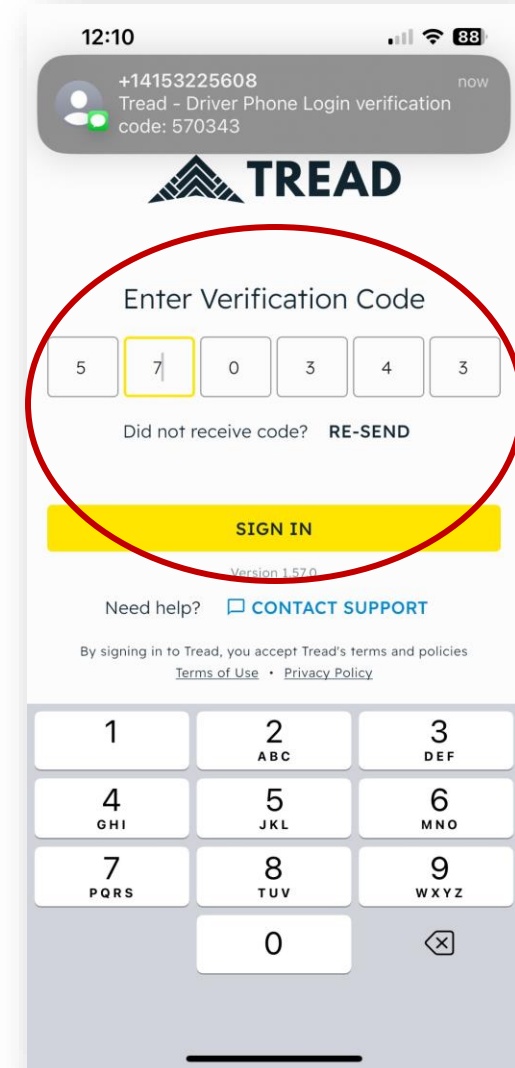 12:10
88
+14153225608 now
Tread - Driver Phone Login verification
code: 570343
TREAD
Enter Verification Code
5 7 0 3 4 3
Did not receive code? RE-SEND
SIGN IN
Version 1.57.0
Need help? CONTACT SUPPORT
By signing in to Tread, you accept Tread's terms and policies
Terms of Use • Privacy Policy
1 2 3
ABC DEF
4 5 6
GHI JKL MNO
7 8 9
PQRS TUV WXYZ
0